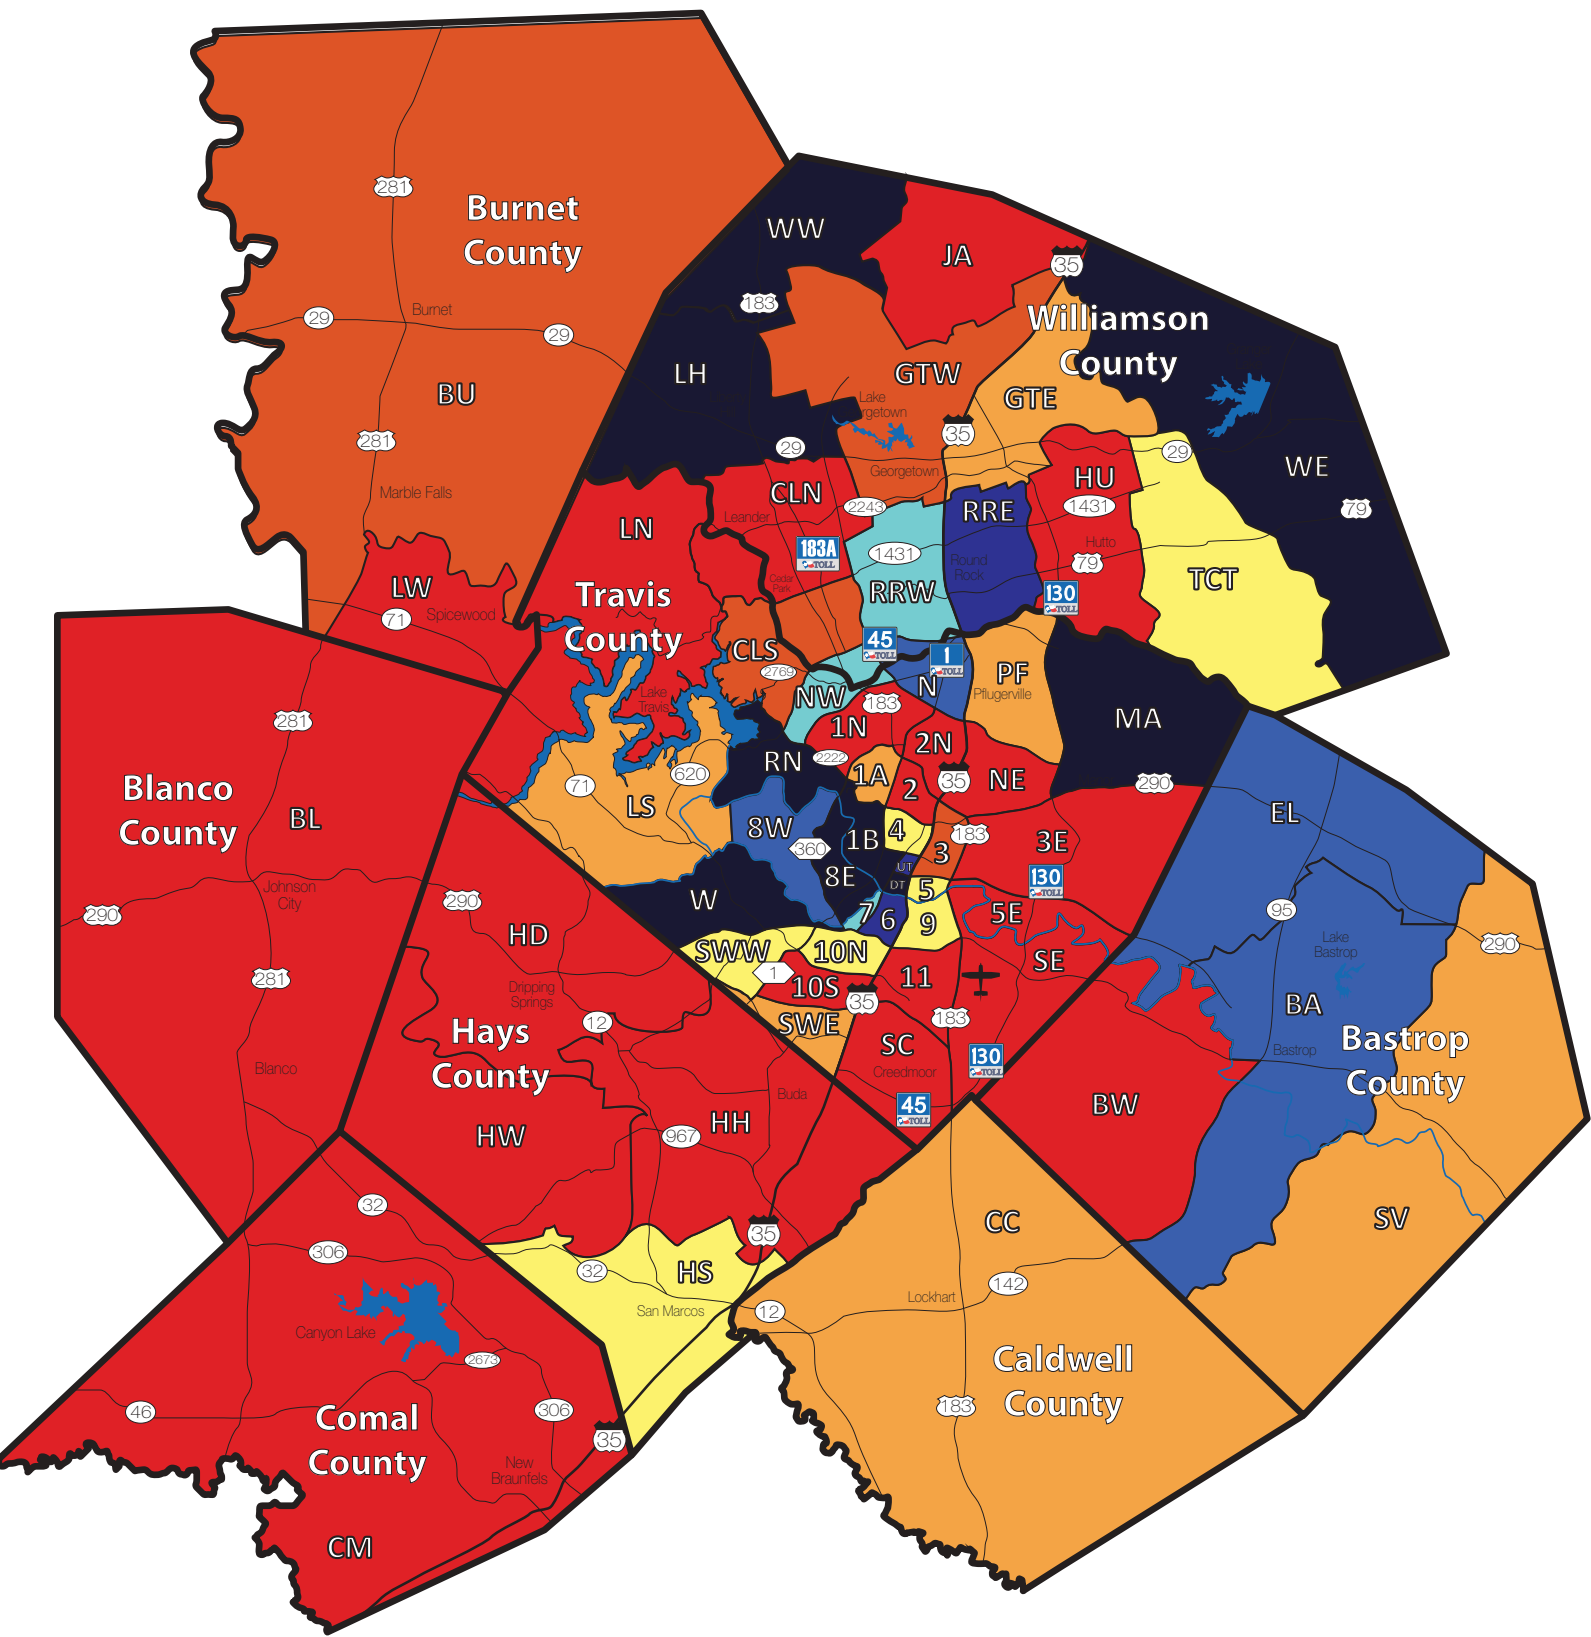 281
Burnet
County
WW
JA
35
183
29
Burnet
29
Williamson
County
LH
GTW
GTE
BU
Lake
rgetown
281
35
29
29
WE
Georgetown
HU
CLN
Marble Falls
2243
RRE
1431
79
Leander
LN
183A
TOLL
1431
Round
Rock
Hutto
79
Cedar
Park
LW
Travis
County
RRW
130
TOLL
TCT
71
Spicewood
45
TOLL
1
TOLL
CLS
2769
PF
Pflugerville
N
NW
Lake
Travis
183
MA
281
1N
2N
2222
RN
1A
35
NE
290
71
620
2
Blanco
County
BL
LS
8W
4
183
EL
360
1B
3
3E
UT
8E
DT
130
TOLL
Johnson
City
5
W
290
290
7
6
9
5E
95
HD
SWW
10N
290
Lake
Bastrop
SE
1
11
281
10S
35
Dripping
Springs
BA
12
SWE
183
Hays
County
SC
Bastrop
County
Bastrop
130
TOLL
Blanco
Creedmoor
Buda
45
TOLL
BW
HH
HW
967
32
CC
SV
35
306
32
HS
142
Lockhart
San Marcos
12
Canyon Lake
2673
Caldwell
County
46
306
183
Comal
County
35
New
Braunfels
CM